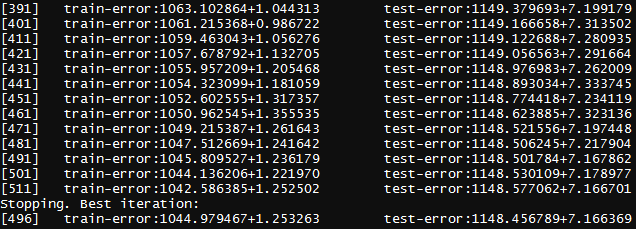 [391] train-error:1063.102864+1.044313 test-error:1149.379693+7.199179
[401] train-error:1061.215368+0.986722 test-error:1149.166658+7.313502
[411] train-error:1059.463043+1.056276 test-error:1149.122688+7.280935
[421] train-error:1057.678792+1.132705 test-error:1149.056563+7.291664
[431] train-error:1055.957209+1.205468 test-error:1148.976983+7.262009
[441] train-error:1054.323099+1.181059 test-error:1148.893034+7.333745
[451] train-error:1052.602555+1.317357 test-error:1148.774418+7.234119
[461] train-error:1050.962545+1.355535 test-error:1148.623885+7.323136
[471] train-error:1049.215387+1.261643 test-error:1148.521556+7.197448
[481] train-error:1047.512669+1.241642 test-error:1148.506245+7.217904
[491] train-error:1045.809527+1.236179 test-error:1148.501784+7.167862
[501] train-error:1044.136206+1.221970 test-error:1148.530109+7.178977
[511] train-error:1042.586385+1.252502 test-error:1148.577062+7.166701
Stopping. Best iteration:
[496] train-error:1044.979467+1.253263 test-error:1148.456789+7.166369